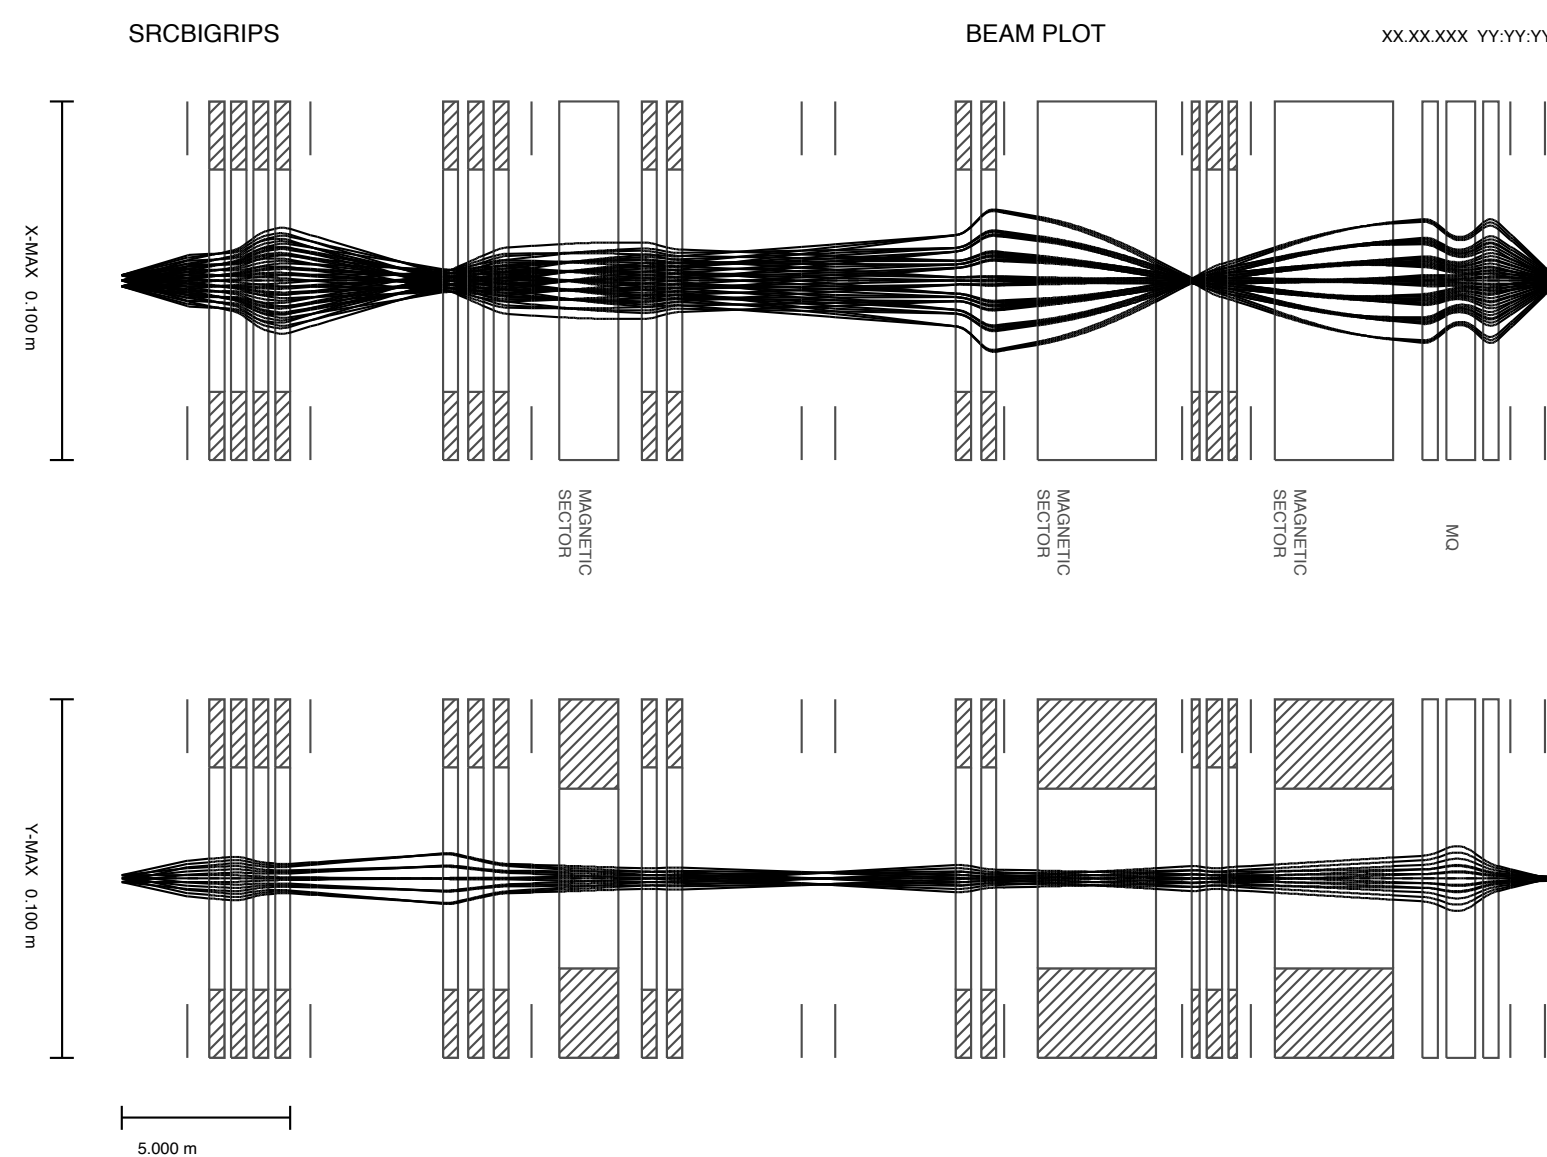 SRCBIGRIPS
BEAM PLOT
XX.XX.XXX YY:YY:YY
X-MAX 0.100 m
MAGNETIC
SECTOR
MAGNETIC
SECTOR
MAGNETIC
SECTOR
MQ
Y-MAX 0.100 m
5.000 m